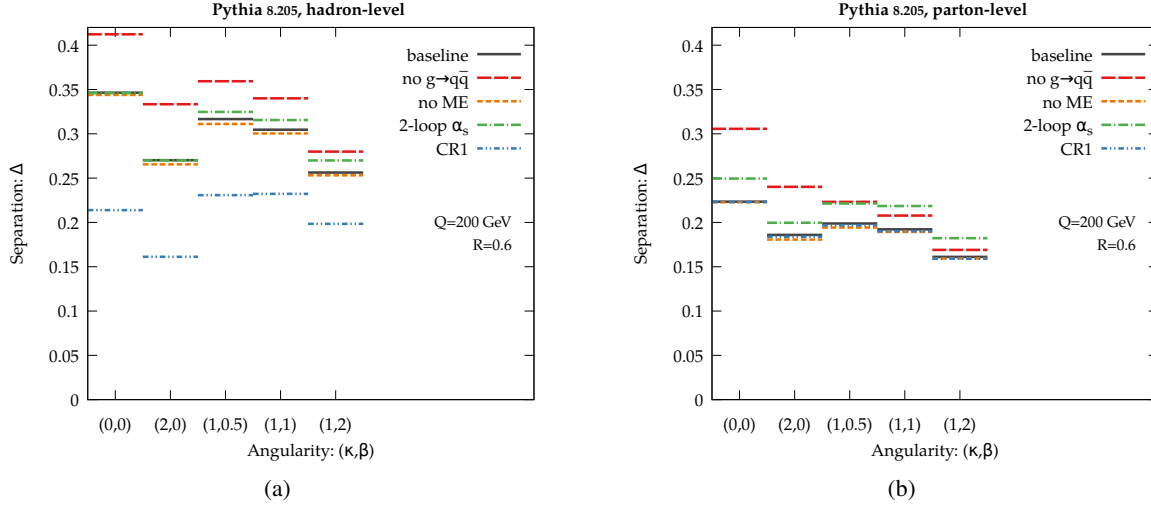 Pythia 8.205, hadron-level
Separation: Δ
0.4
0.35
0.3
0.25
0.2
0.15
0.1
0.05
0
baseline
no g→qq̅
no ME
2-loop αs
CR1
Q=200 GeV
R=0.6
(0,0) (2,0) (1,0.5) (1,1) (1,2)
Angularity: (κ,β)
(a)
Pythia 8.205, parton-level
Separation: Δ
0.4
0.35
0.3
0.25
0.2
0.15
0.1
0.05
0
baseline
no g→qq̅
no ME
2-loop αs
CR1
Q=200 GeV
R=0.6
(0,0) (2,0) (1,0.5) (1,1) (1,2)
Angularity: (κ,β)
(b)